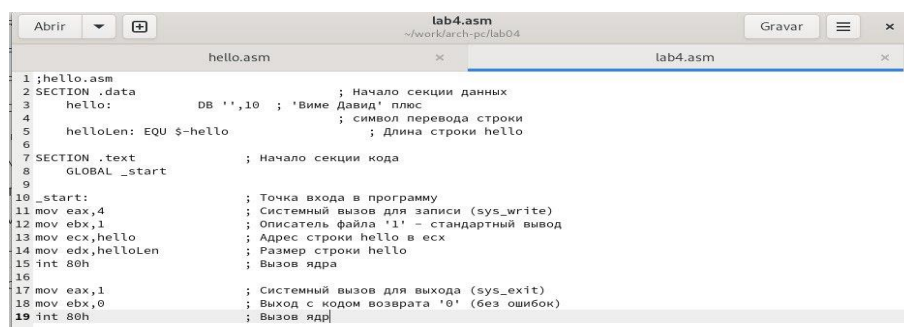 Abrir
lab4.asm
~/work/arch-pc/lab04
Gravar
hello.asm
lab4.asm
1 ;hello.asm
2 SECTION .data ; Начало секции данных
3 hello: DB '',10 ; 'Виме Давид' плюс
4 ; символ перевода строки
5 helloLen: EQU $-hello ; Длина строки hello
6
7 SECTION .text ; Начало секции кода
8 GLOBAL _start
9
10 _start: ; Точка входа в программу
11 mov eax,4 ; Системный вызов для записи (sys_write)
12 mov ebx,1 ; Описатель файла '1' - стандартный вывод
13 mov ecx,hello ; Адрес строки hello в ecx
14 mov edx,helloLen ; Размер строки hello
15 int 80h ; Вызов ядра
16
17 mov eax,1 ; Системный вызов для выхода (sys_exit)
18 mov ebx,0 ; Выход с кодом возврата '0' (без ошибок)
19 int 80h ; Вызов ядр